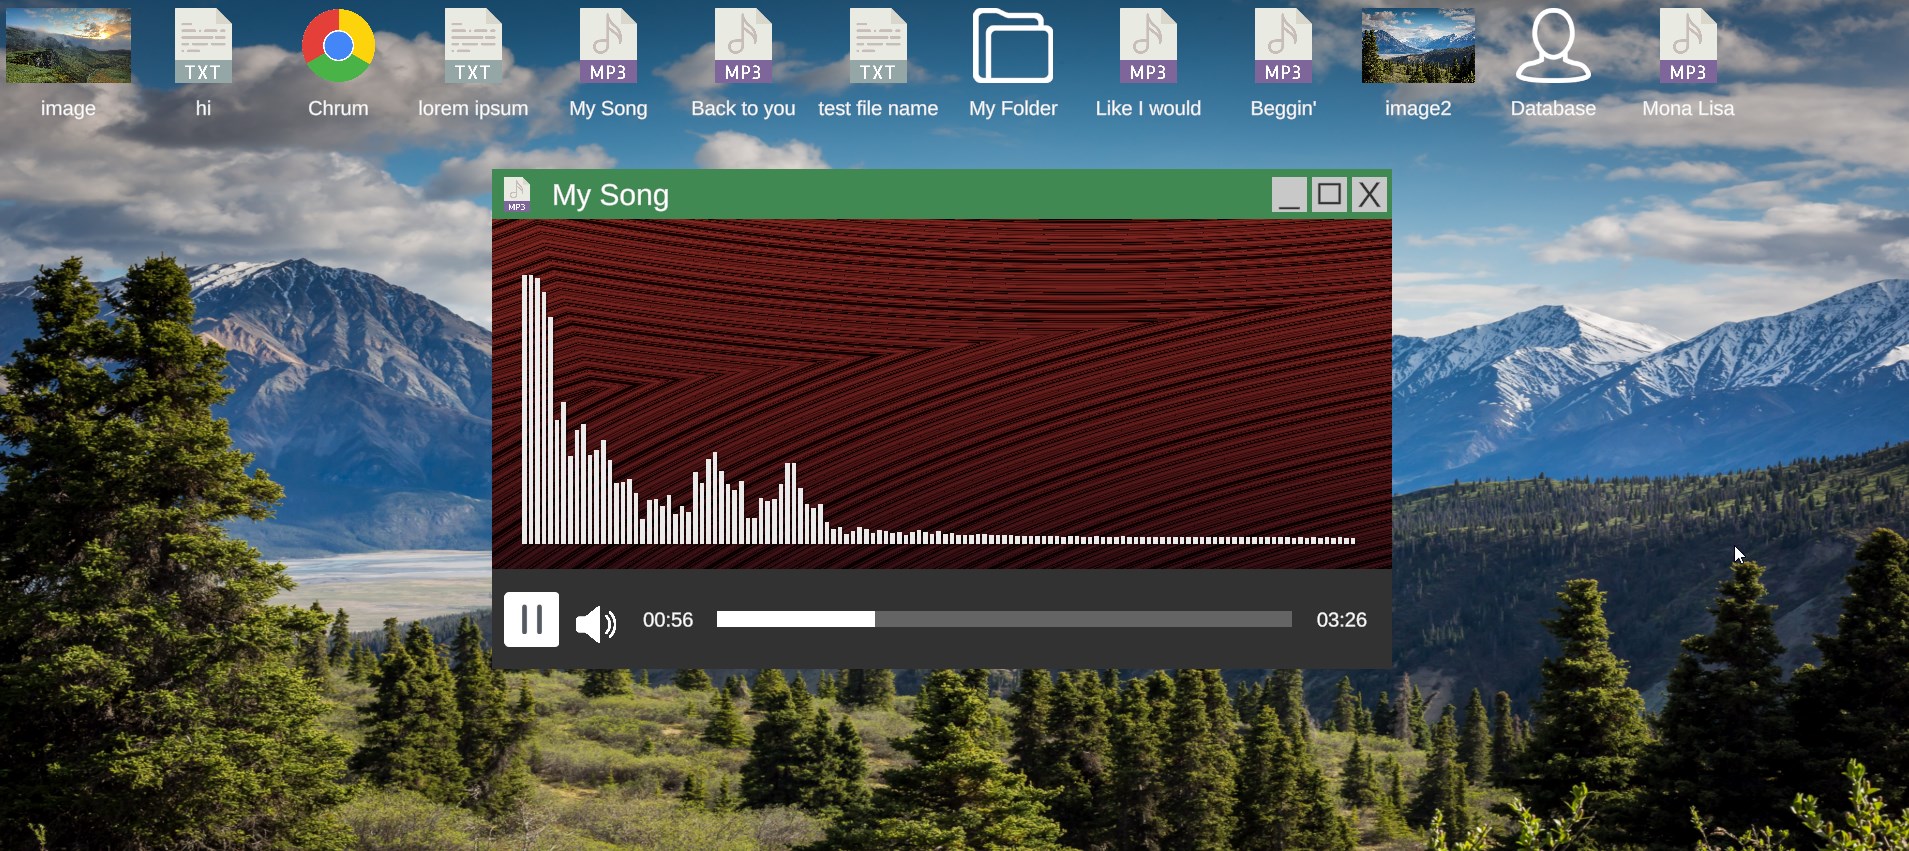 TXT
TXT
MP3
MP3
TXT
MP3
MP3
MP3
image
hi
Chrum
lorem ipsum
My Song
Back to you
test file name
My Folder
Like I would
Beggin'
image2
Database
Mona Lisa
MP3
My Song
00:56
03:26